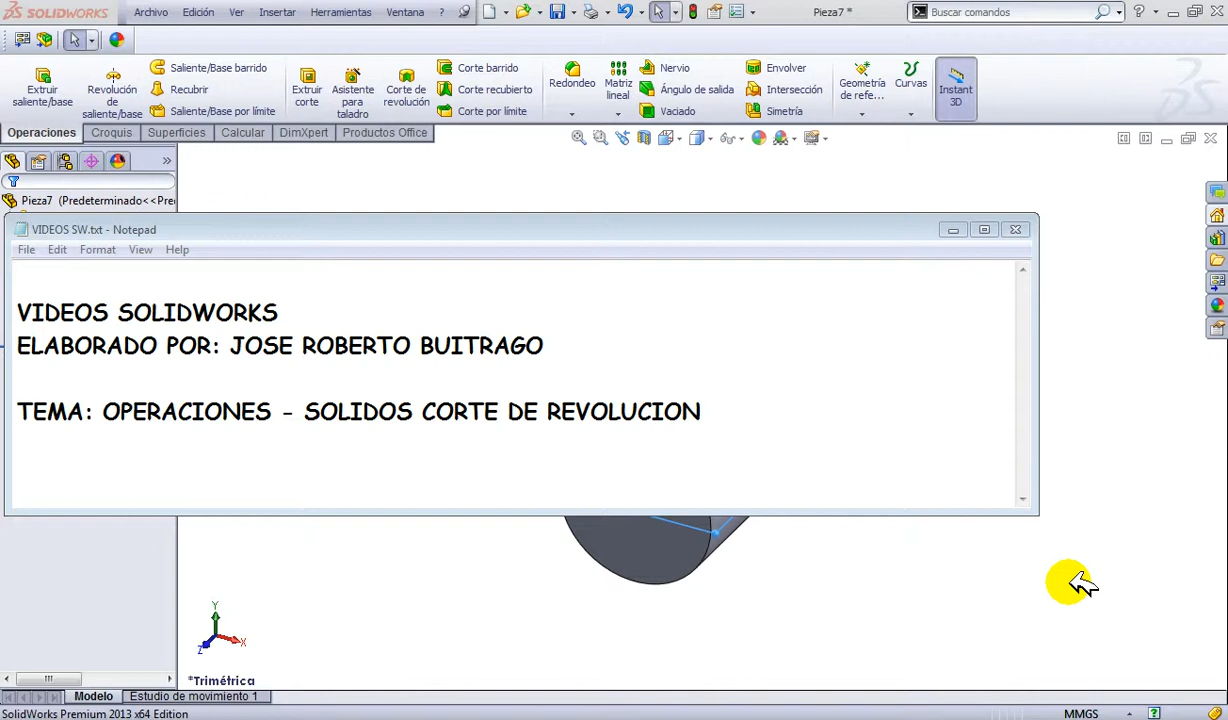 SOLIDWORKS
Archivo Edición Ver Insertar Herramientas Ventana ? Pieza7 * Buscar comandos
Extruir saliente/base
Revolución de saliente/base
Saliente/Base barrido
Recubrir
Saliente/Base por límite
Extruir corte
Asistente para taladro
Corte de revolución
Corte barrido
Corte recubierto
Corte por límite
Redondeo
Matriz lineal
Nervio
Ángulo de salida
Vaciado
Envolver
Intersección
Simetría
Geometría de refe...
Curvas
Instant 3D
Operaciones Croquis Superficies Calcular DimXpert Productos Office
Pieza7 (Predeterminado<<Pre
VIDEOS SW.txt - Notepad
File Edit Format View Help
VIDEOS SOLIDWORKS
ELABORADO POR: JOSE ROBERTO BUITRAGO
TEMA: OPERACIONES - SOLIDOS CORTE DE REVOLUCION
Y
X
Z
*Trimétrica
Modelo Estudio de movimiento 1
SolidWorks Premium 2013 x64 Edition MMGS